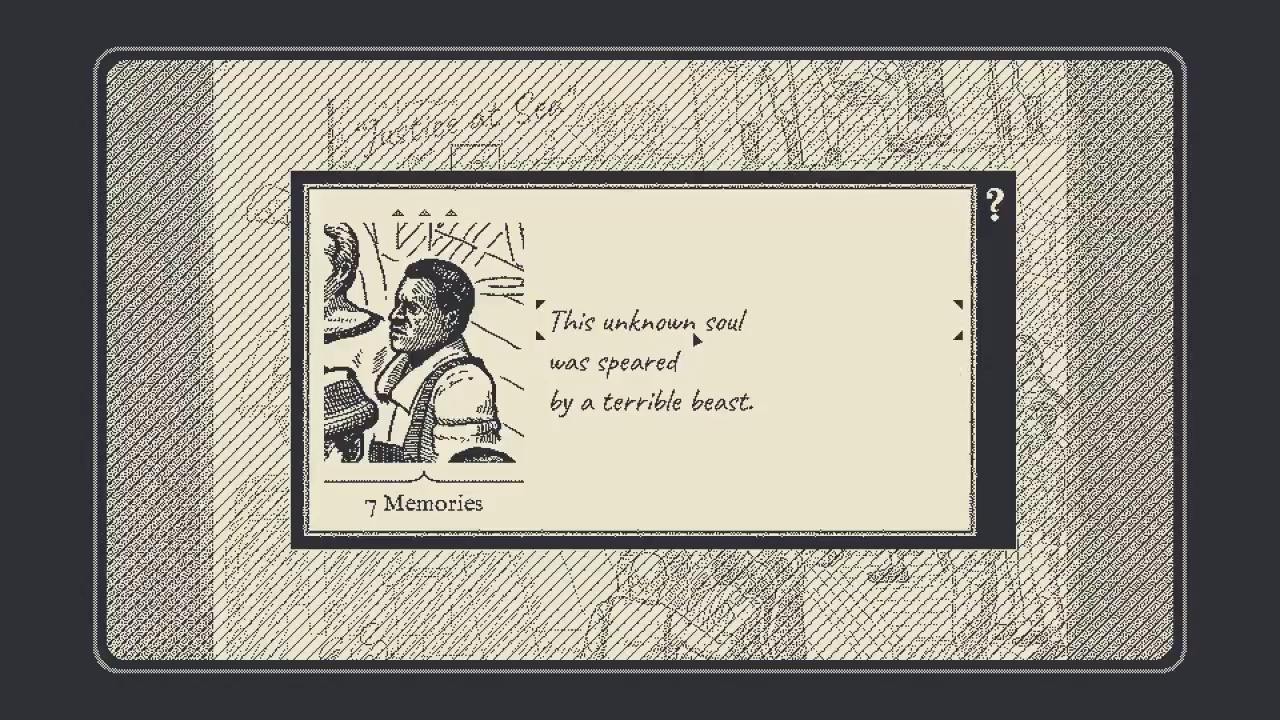 Justice at Sea
?
This unknown soul
was speared
by a terrible beast.
7 Memories